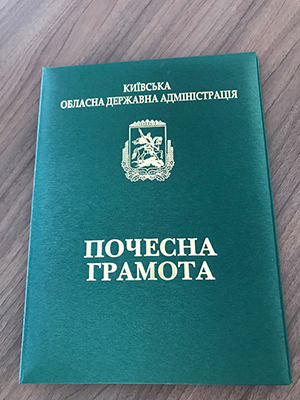 КИЇВСЬКА
ОБЛАСНА ДЕРЖАВНА АДМІНІСТРАЦІЯ
ПОЧЕСНА
ГРАМОТА